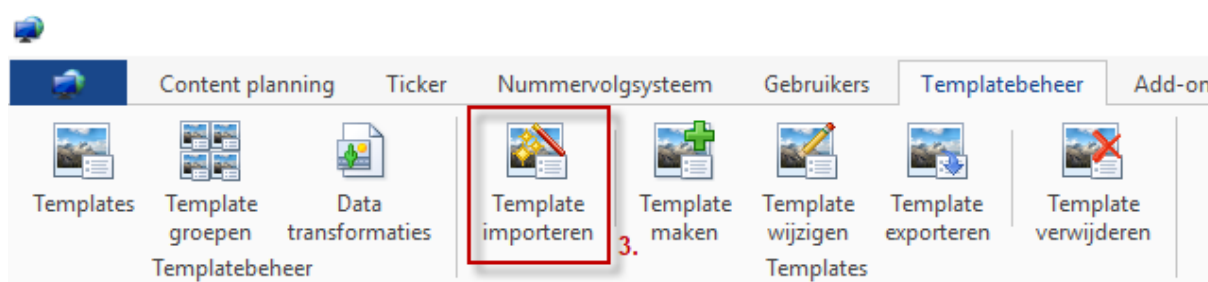 Content planning Ticker Nummervolgsysteem Gebruikers Templatebeheer Add-on
Templates Template Data Template Template Template Template Template
groepen transformaties importeren maken wijzigen exporteren verwijderen
3.
Templatebeheer Templates